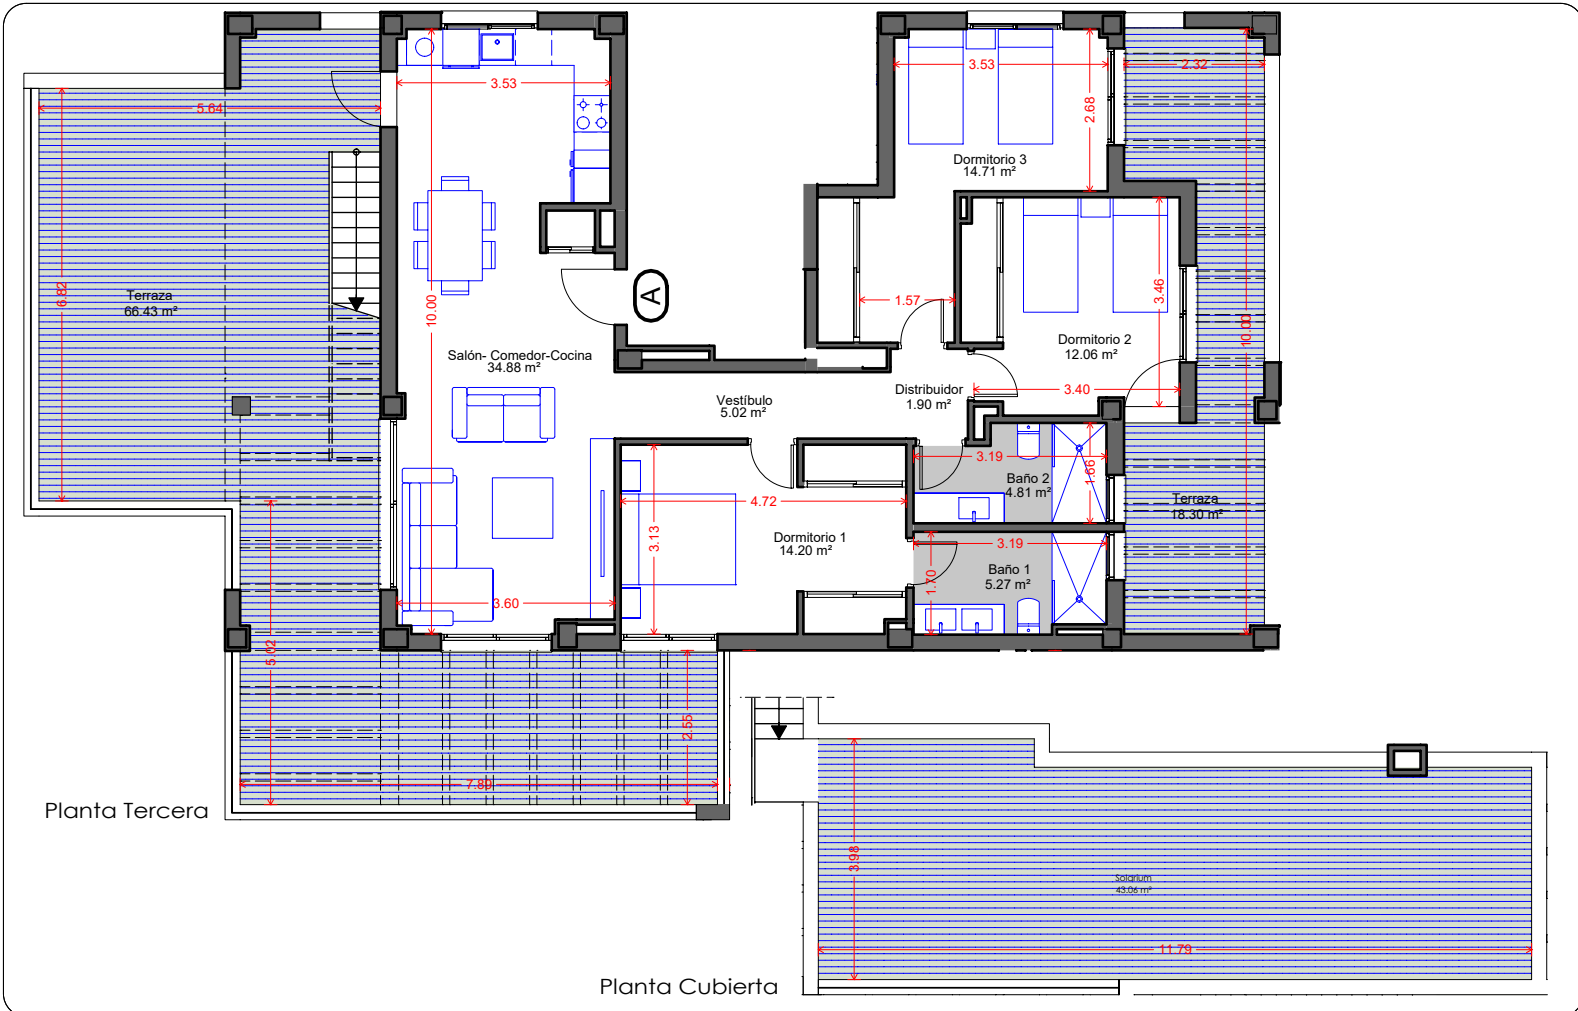 3.53
3.53
2.32
5.64
2.68
Dormitorio 3
14.71 m²
6.82
Terraza
66.43 m²
10.00
A
1.57
3.46
10.00
Dormitorio 2
12.06 m²
Salón- Comedor-Cocina
34.88 m²
Vestíbulo
5.02 m²
Distribuidor
1.90 m²
3.40
3.19
1.66
Baño 2
4.81 m²
4.72
3.13
Terraza
18.30 m²
Dormitorio 1
14.20 m²
3.19
Baño 1
5.27 m²
1.70
3.60
5.02
2.55
7.80
Planta Tercera
3.98
Solarium
43.06 m²
11.79
Planta Cubierta